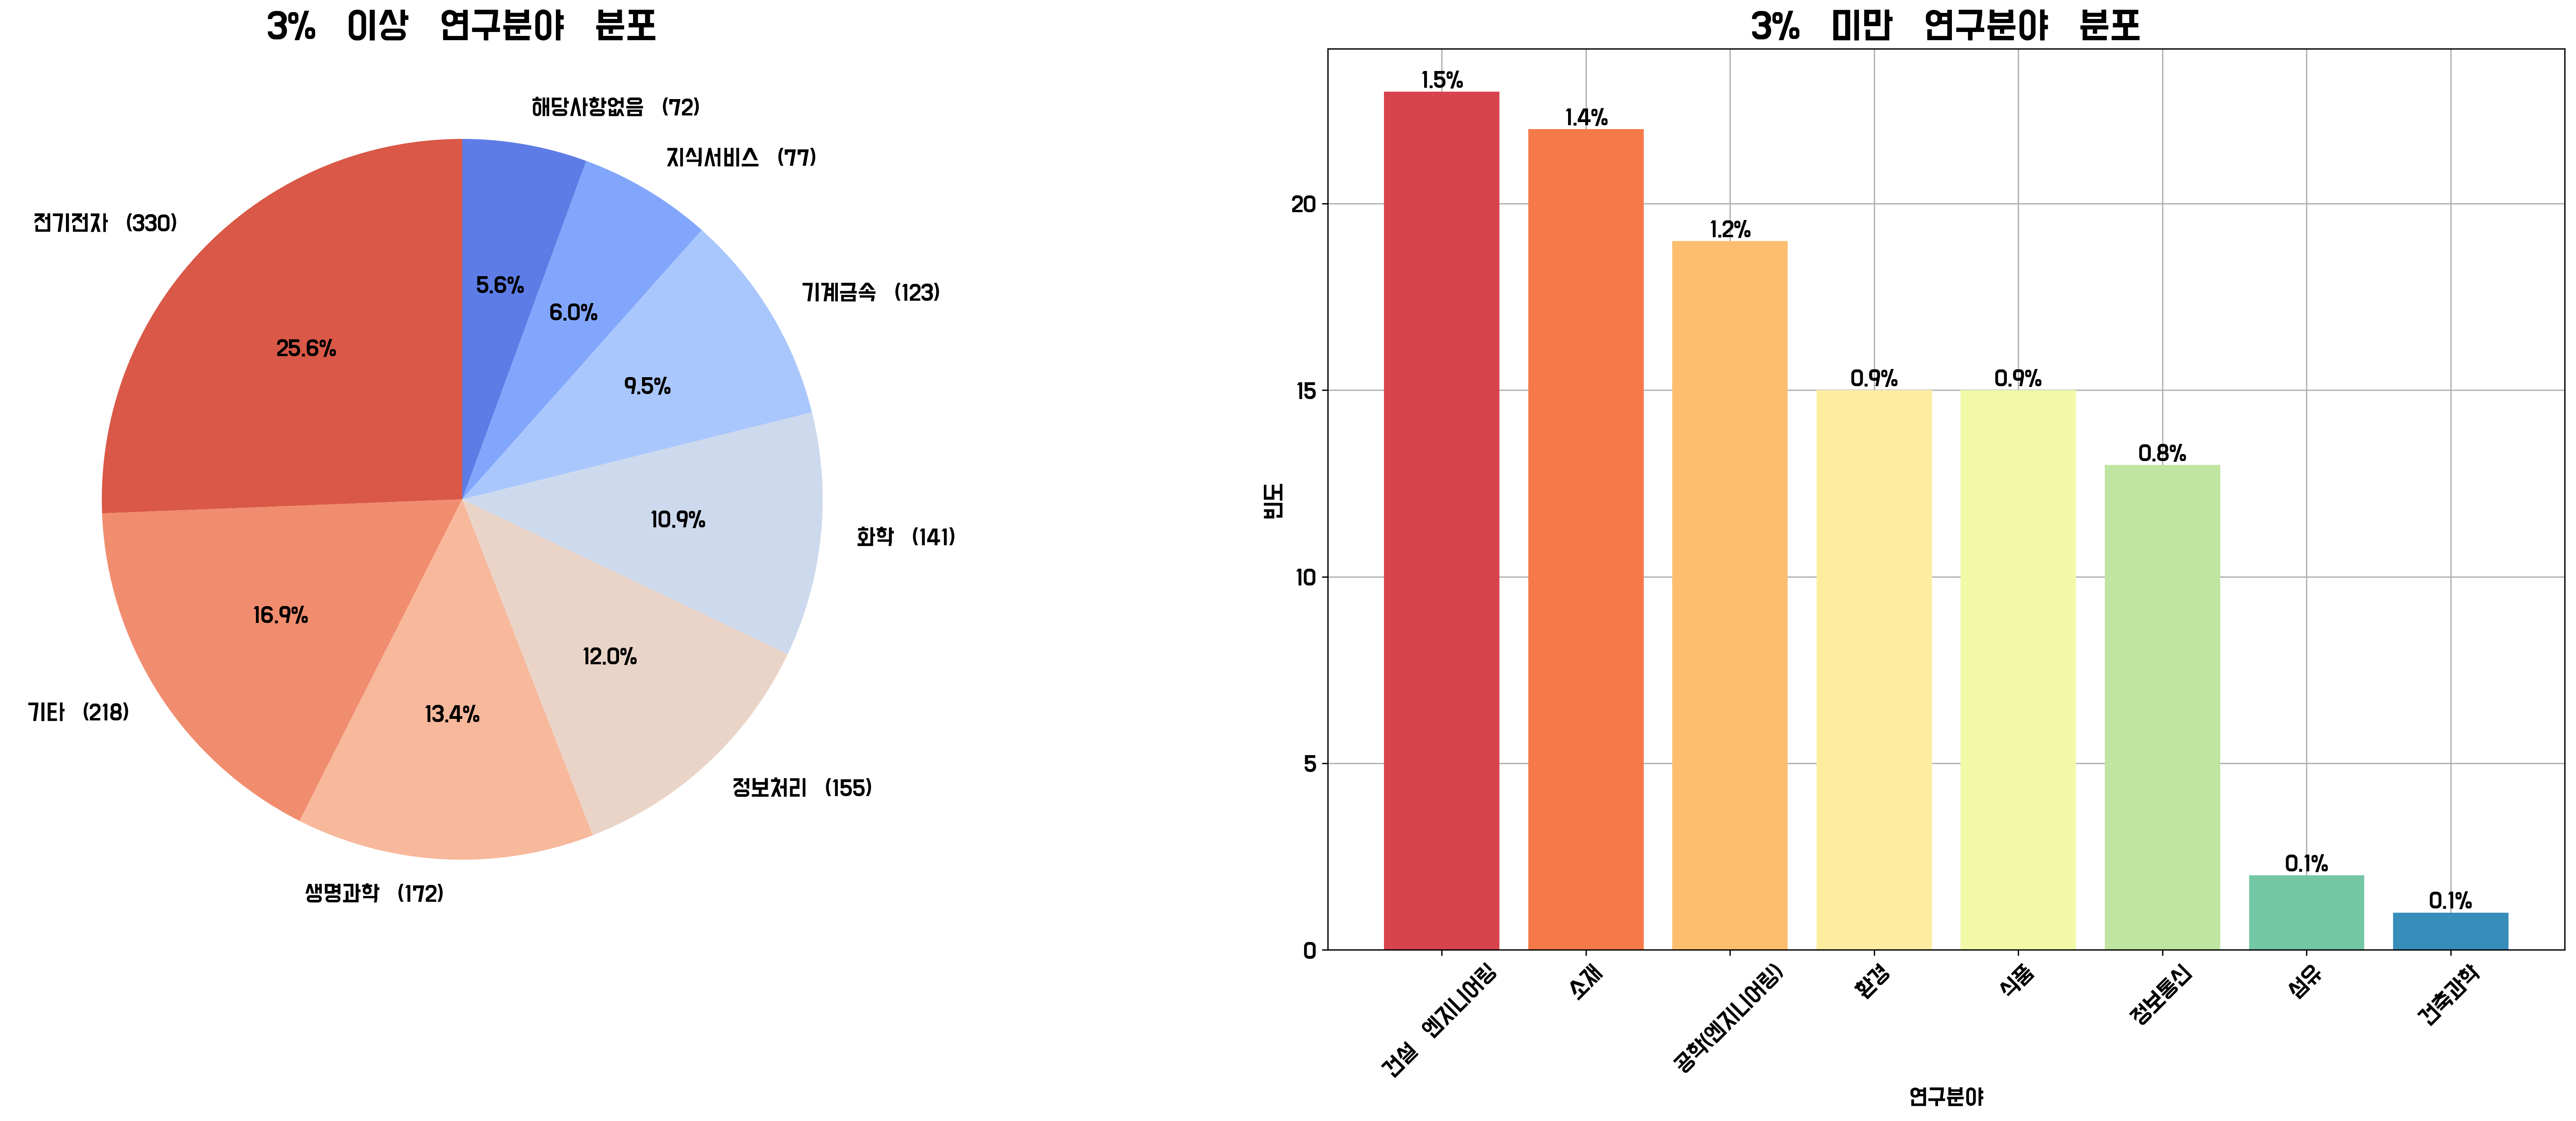 3% 이상 연구분야 분포
해당사항없음 (72)
지식서비스 (77)
전기전자 (330)
기계금속 (123)
5.6%
6.0%
25.6%
9.5%
10.9%
화학 (141)
16.9%
12.0%
13.4%
기타 (218)
정보처리 (155)
생명과학 (172)
3% 미만 연구분야 분포
1.5%
1.4%
1.2%
0.9%
0.9%
0.8%
0.1%
0.1%
20
15
10
5
0
빈도
건설 엔지니어링
소재
공학(엔지니어링)
환경
식품
정보통신
섬유
건축과학
연구분야